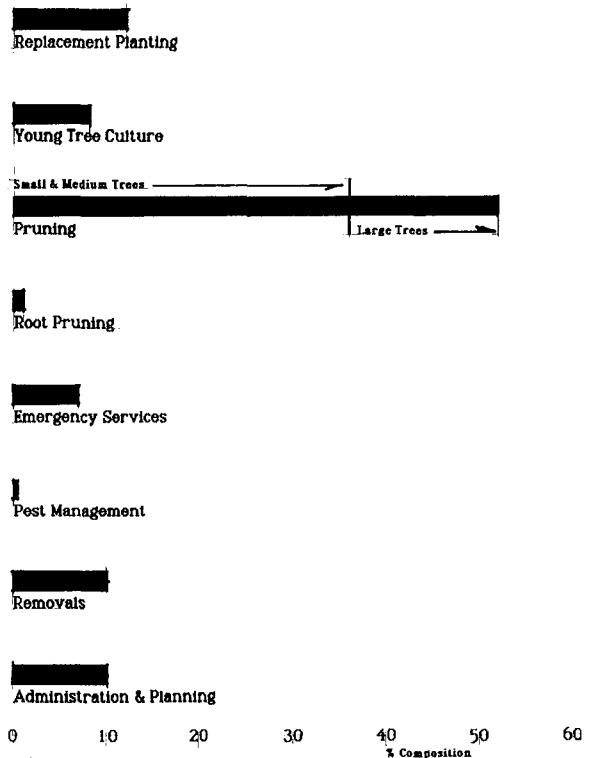 Replacement Planting
Young Tree Culture
Small & Medium Trees
Pruning
Large Trees
Root Pruning
Emergency Services
Pest Management
Removals
Administration & Planning
0 10 20 30 40 50 60
% Composition